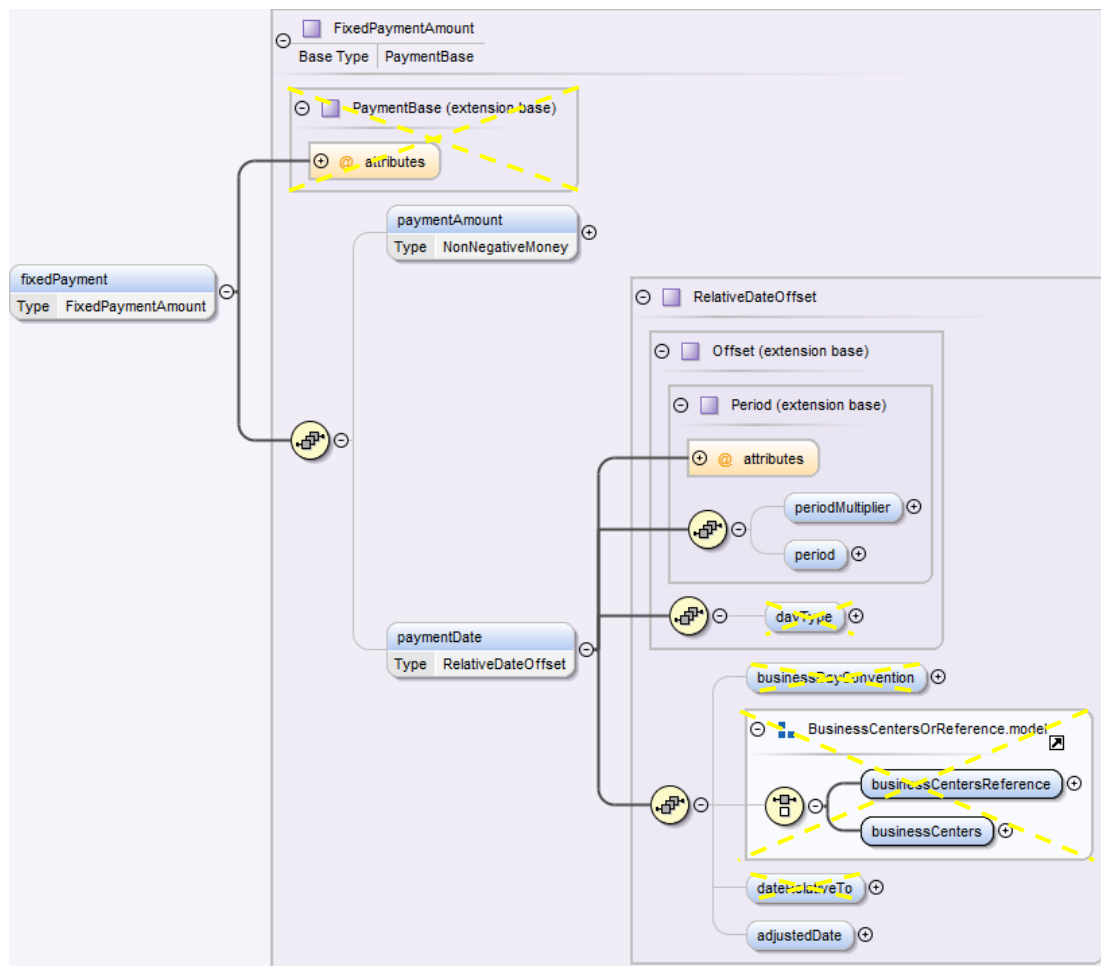 FixedPaymentAmount
Base Type PaymentBase
PaymentBase (extension base)
@ attributes
paymentAmount
Type NonNegativeMoney
fixedPayment
Type FixedPaymentAmount
RelativeDateOffset
Offset (extension base)
Period (extension base)
@ attributes
periodMultiplier
period
dayType
paymentDate
Type RelativeDateOffset
businessDayConvention
BusinessCentersOrReference.model
businessCentersReference
businessCenters
dateRelativeTo
adjustedDate